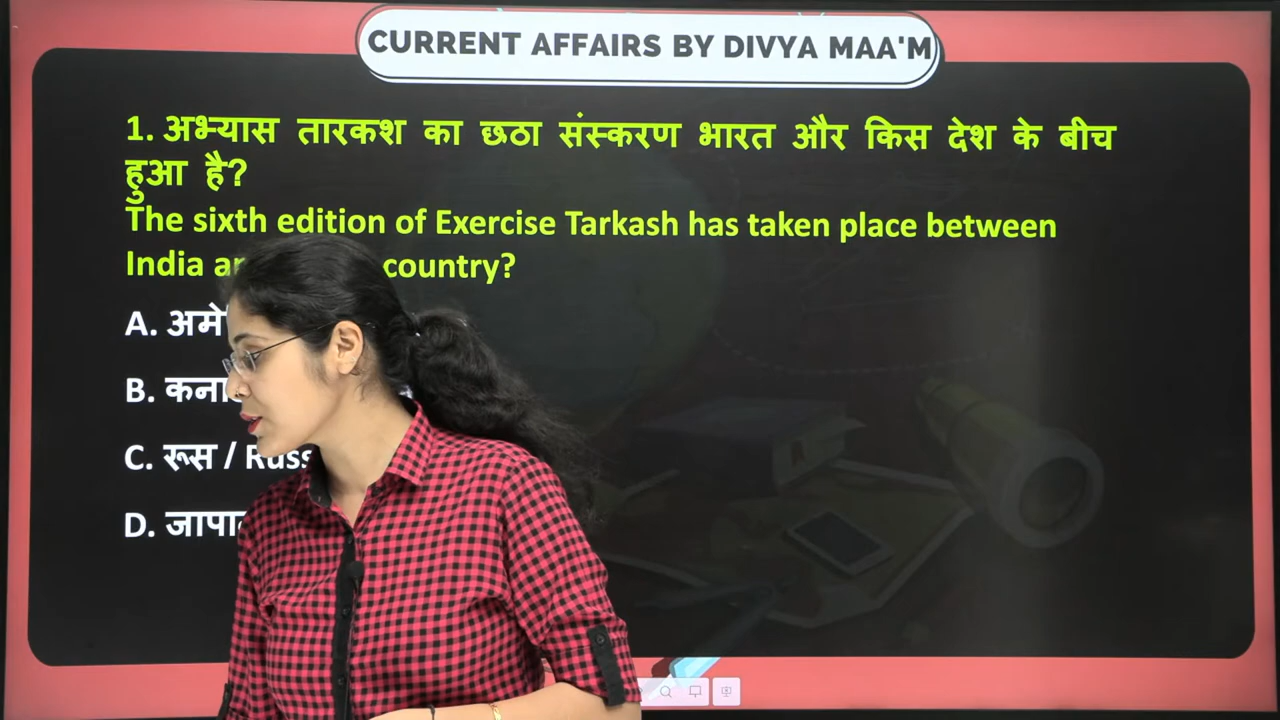 CURRENT AFFAIRS BY DIVYA MAA'M
1. अभ्यास तारकश का छठा संस्करण भारत और किस देश के बीच
हुआ है?
The sixth edition of Exercise Tarkash has taken place between
India country?
A.
B.
C. रूस /
D.